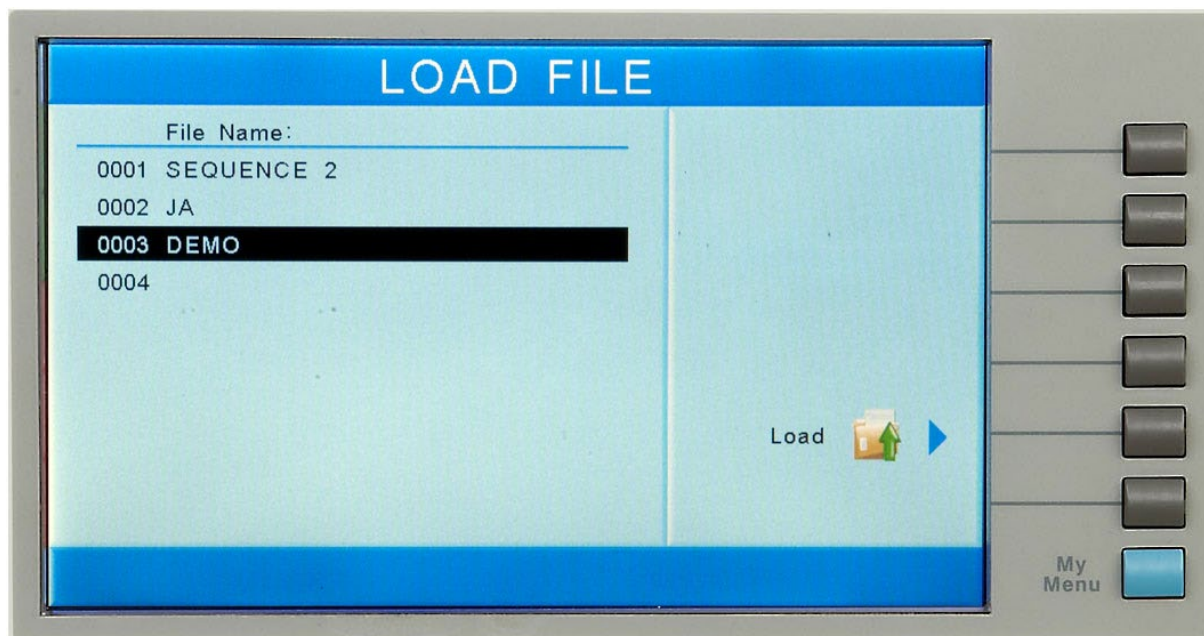 LOAD FILE
File Name:
0001 SEQUENCE 2
0002 JA
0003 DEMO
0004
Load
My
Menu